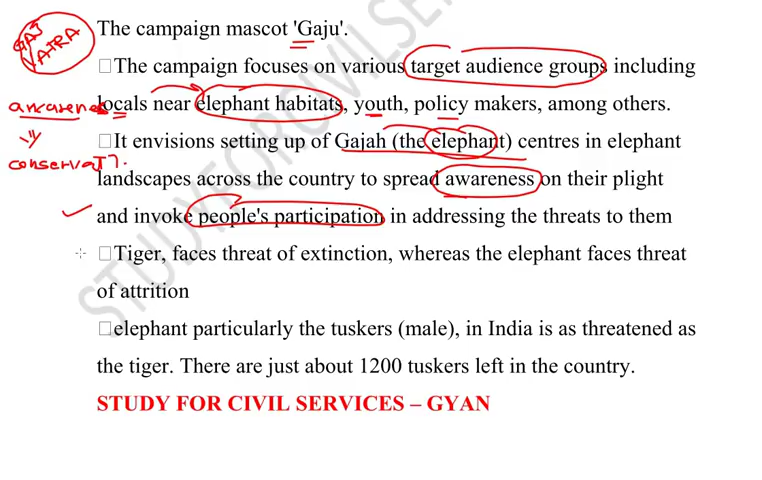 GAJ
YATRA
The campaign mascot 'Gaju'.
□The campaign focuses on various target audience groups including
awareness
locals near elephant habitats, youth, policy makers, among others.
□It envisions setting up of Gajah (the elephant) centres in elephant
conservatn.
landscapes across the country to spread awareness on their plight
and invoke people's participation in addressing the threats to them
□Tiger, faces threat of extinction, whereas the elephant faces threat
of attrition
□elephant particularly the tuskers (male), in India is as threatened as
the tiger. There are just about 1200 tuskers left in the country.
STUDY FOR CIVIL SERVICES – GYAN
STUDYFORCIVILSER